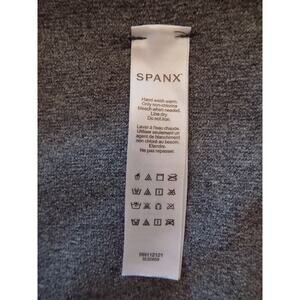 SPANX
Hand wash warm.
Only non-chlorine
bleach when needed.
Line dry.
Do not iron.
Laver à l'eau chaude.
Utiliser seulement un
agent de blanchiment
non chloré au besoin.
Étendre.
Ne pas repasser.